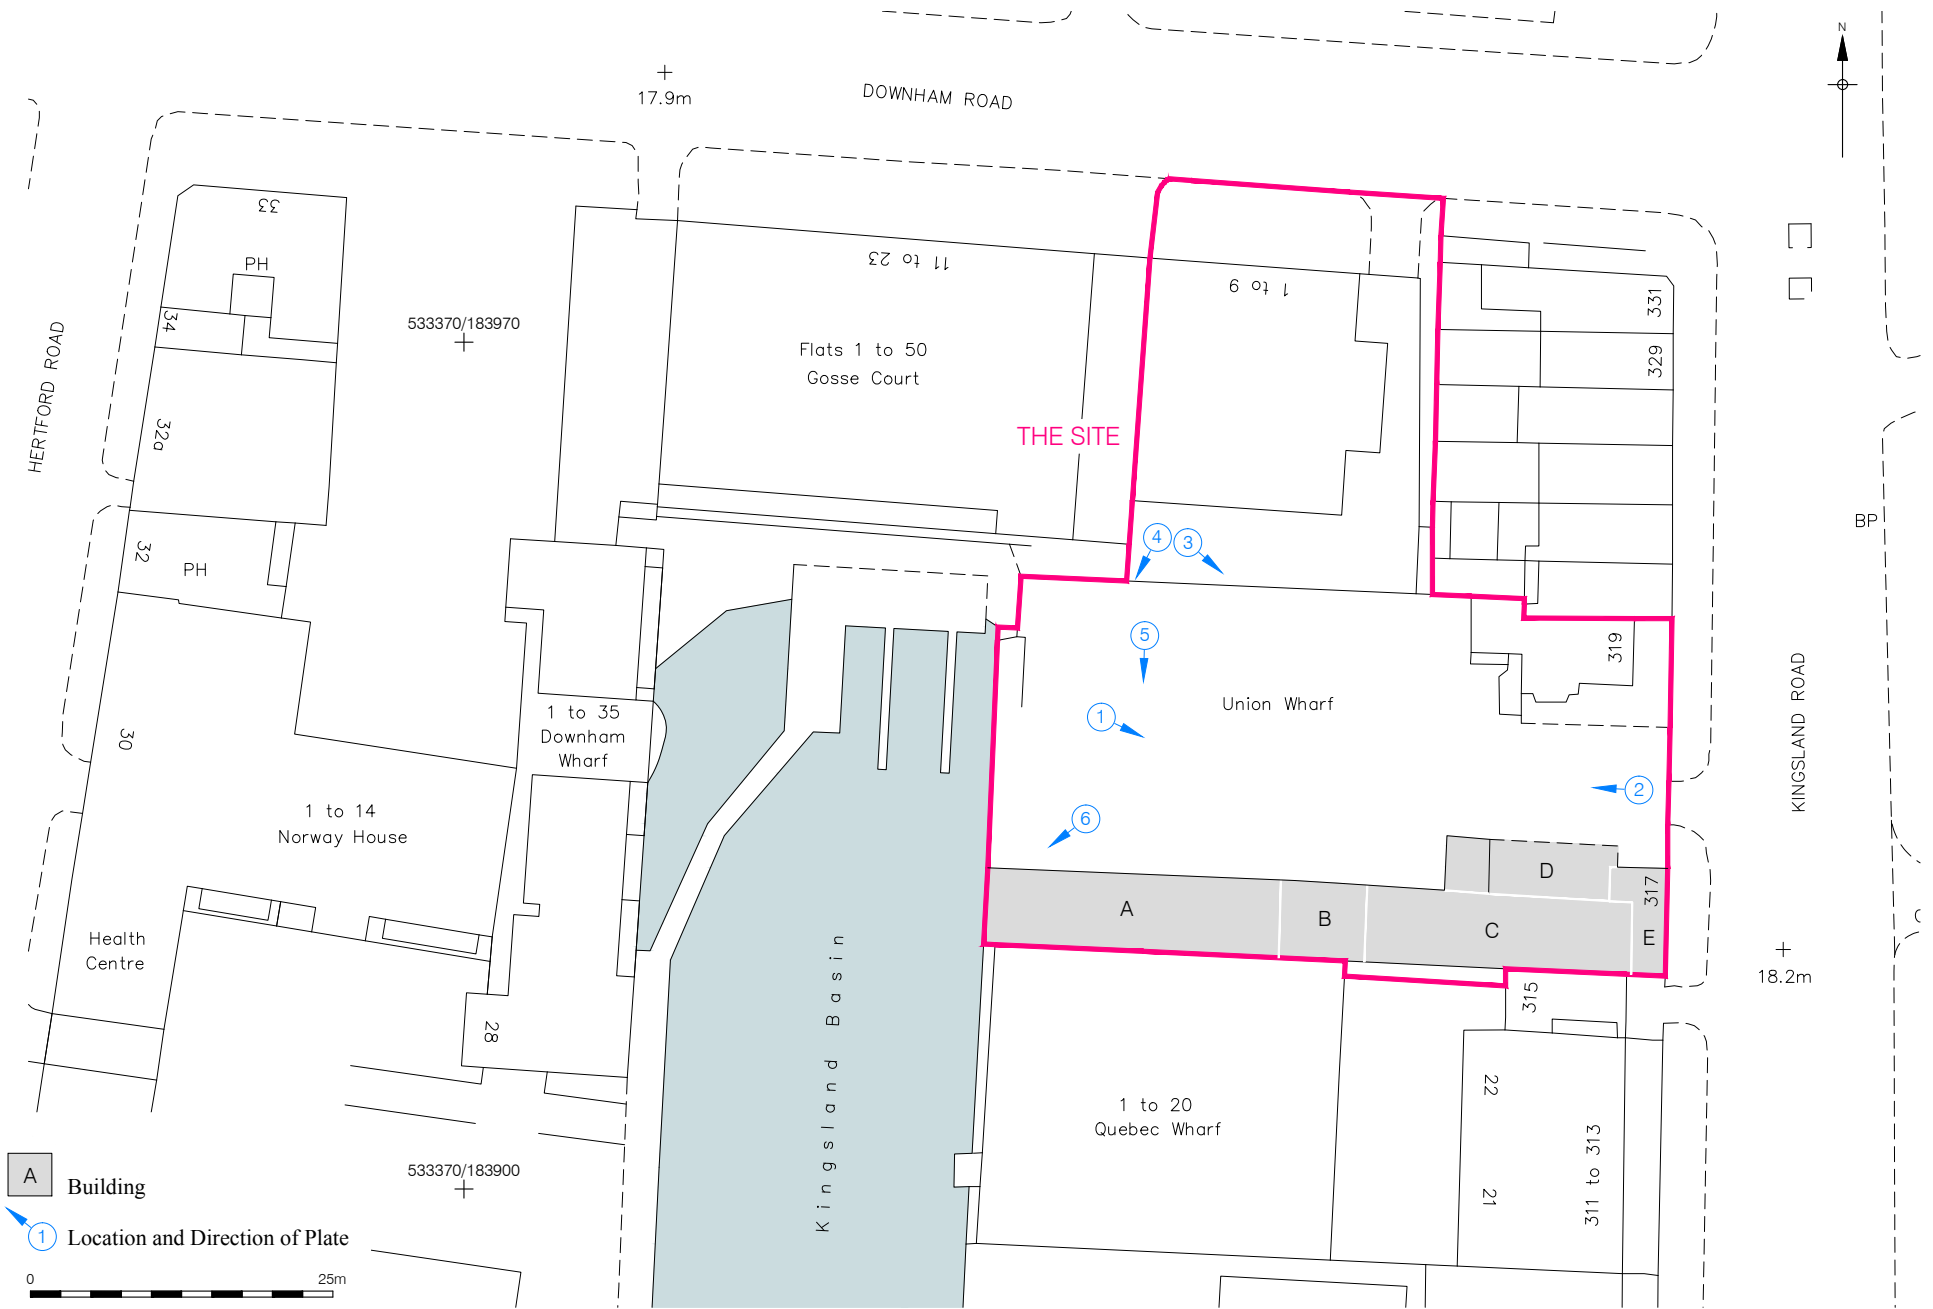 N
17.9m
DOWNHAM ROAD
33
PH
34
533370/183970
HERTFORD ROAD
32a
11 to 23
1 to 9
331
329
Flats 1 to 50
Gosse Court
THE SITE
BP
32
PH
4
3
5
319
Union Wharf
KINGSLAND ROAD
1
2
6
30
1 to 35
Downham
Wharf
1 to 14
Norway House
A
B
C
D
E
317
Health
Centre
18.2m
Kingsland Basin
28
315
1 to 20
Quebec Wharf
22
21
311 to 313
533370/183900
A
Building
1
Location and Direction of Plate
0
25m